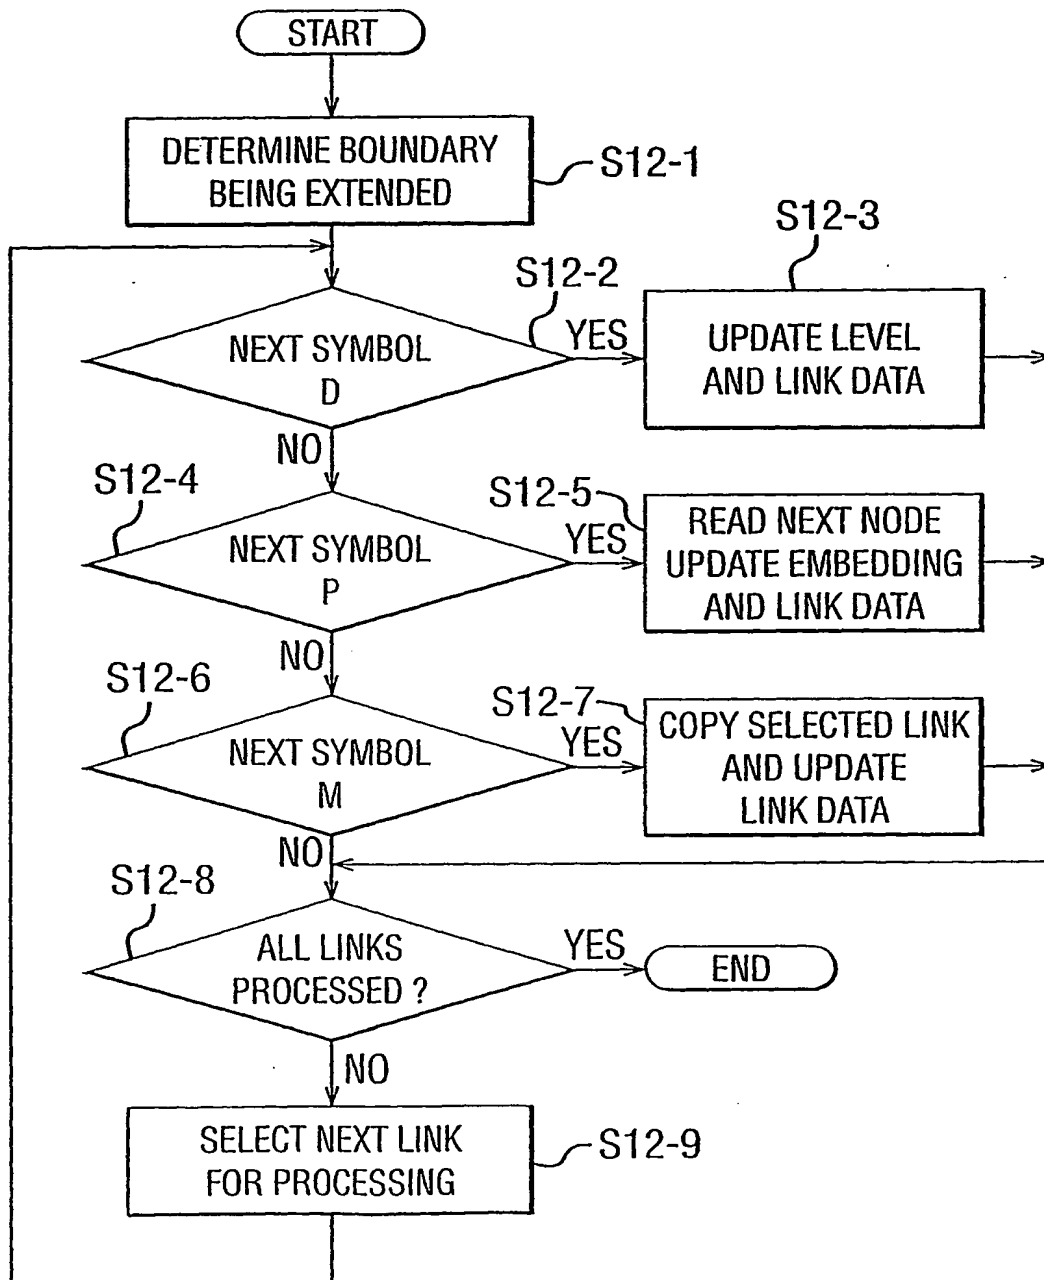 START
DETERMINE BOUNDARY
BEING EXTENDED
S12-1
S12-3
S12-2
NEXT SYMBOL
D
YES
UPDATE LEVEL
AND LINK DATA
NO
S12-4
S12-5
NEXT SYMBOL
P
YES
READ NEXT NODE
UPDATE EMBEDDING
AND LINK DATA
NO
S12-6
S12-7
NEXT SYMBOL
M
YES
COPY SELECTED LINK
AND UPDATE
LINK DATA
NO
S12-8
ALL LINKS
PROCESSED ?
YES
END
NO
SELECT NEXT LINK
FOR PROCESSING
S12-9